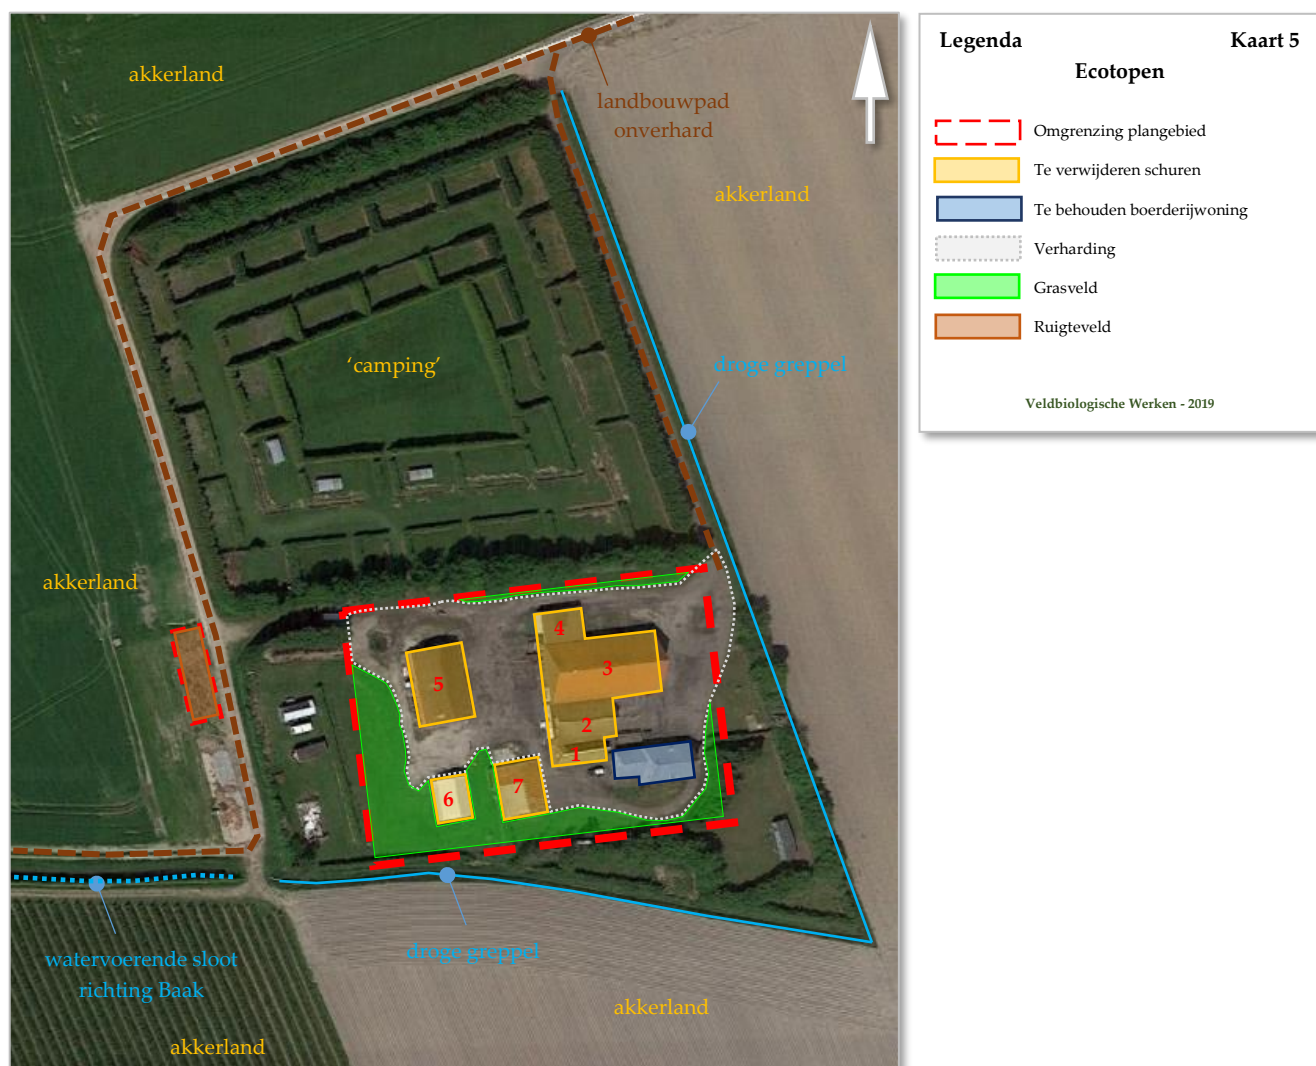 akkerland
landbouwpad
onverhard
akkerland
'camping'
droge greppel
akkerland
4
3
5
2
1
7
6
watervoerende sloot
richting Baak
droge greppel
akkerland
akkerland
Legenda Kaart 5
Ecotopen
Omgrenzing plangebied
Te verwijderen schuren
Te behouden boerderijwoning
Verharding
Grasveld
Ruigteveld
Veldbiologische Werken - 2019